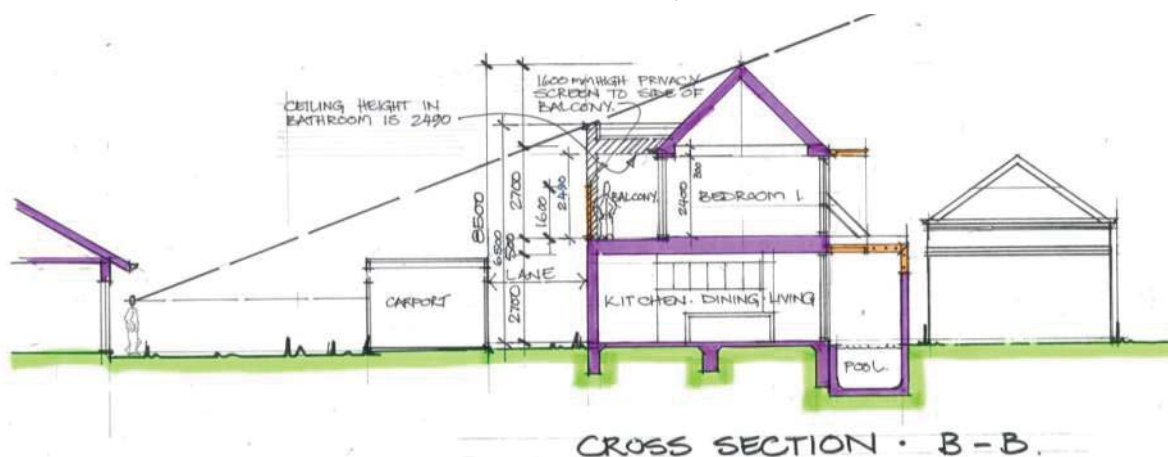 1600mm HIGH PRIVACY
SCREEN TO SIDE OF
BALCONY.
CEILING HEIGHT IN
BATHROOM IS 2490
8500
6500
2700
1600
2490
2400
300
BALCONY.
BEDROOM 1.
LANE
2700
CARPORT
KITCHEN. DINING. LIVING
POOL.
CROSS SECTION · B-B.